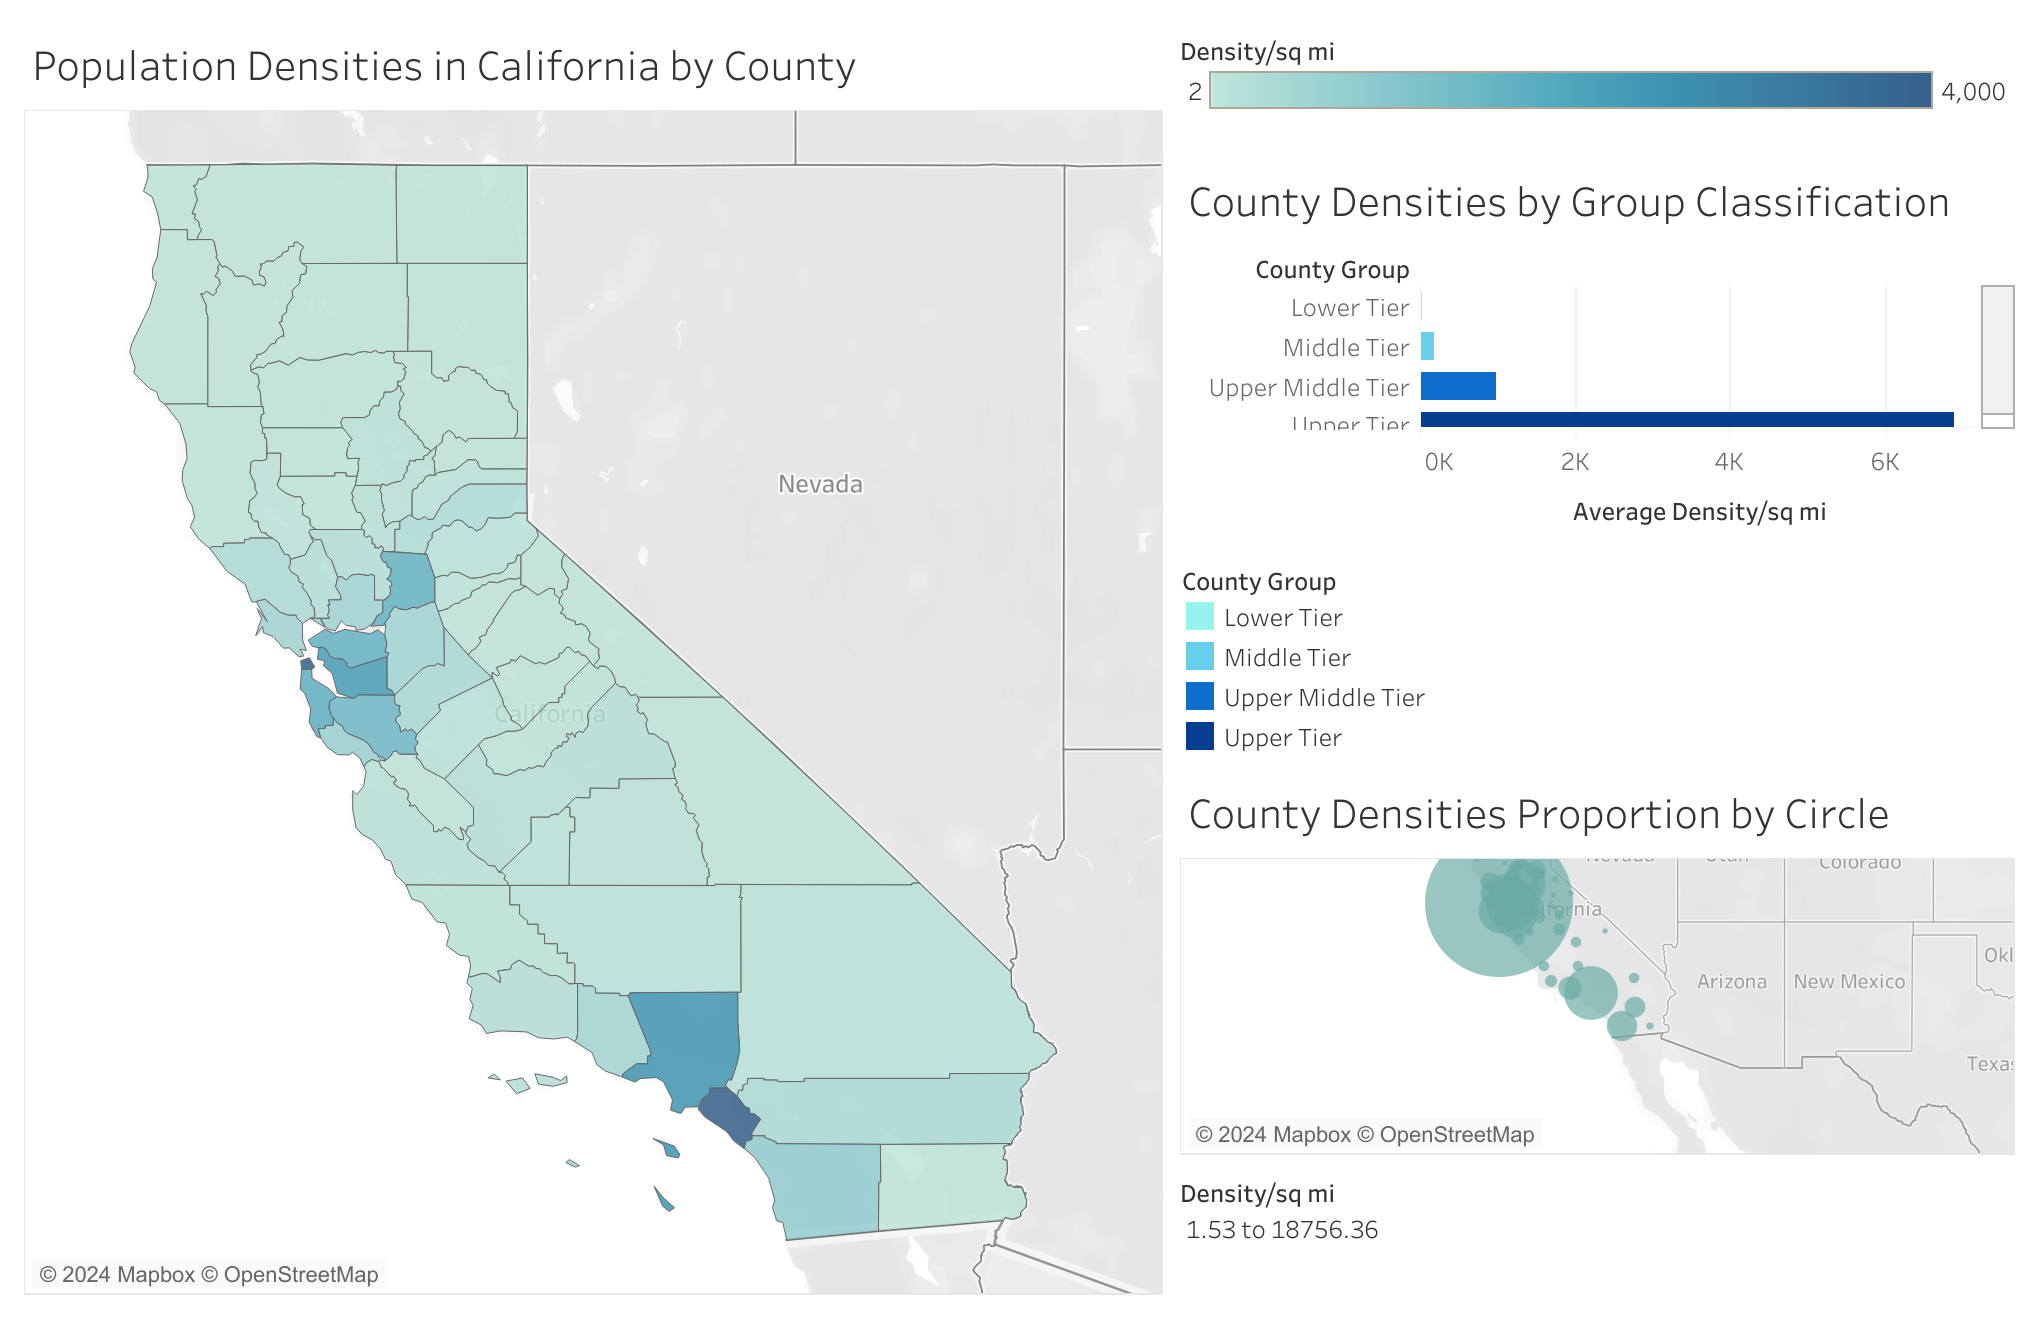 Population Densities in California by County
Nevada
California
© 2024 Mapbox © OpenStreetMap
Density/sq mi
2 4,000
County Densities by Group Classification
County Group
Lower Tier
Middle Tier
Upper Middle Tier
Upper Tier
0K 2K 4K 6K
Average Density/sq mi
County Group
Lower Tier
Middle Tier
Upper Middle Tier
Upper Tier
County Densities Proportion by Circle
Nevada Utah Colorado
ifornia
Okl
Arizona New Mexico
Texas
© 2024 Mapbox © OpenStreetMap
Density/sq mi
1.53 to 18756.36